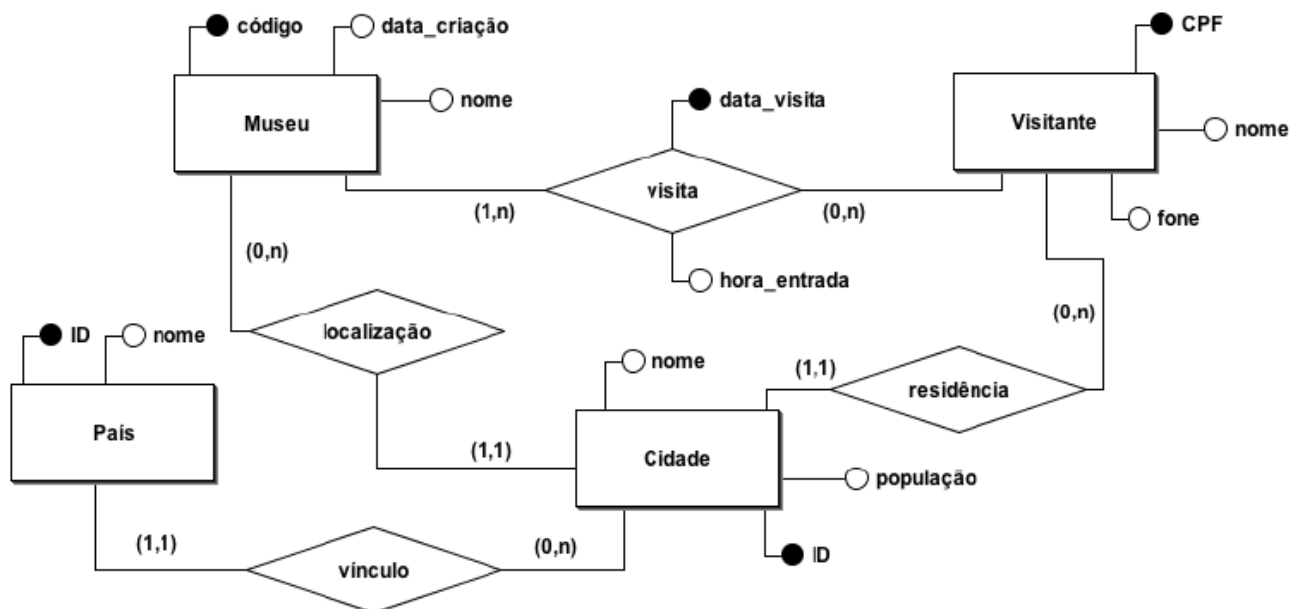 código
data_criação
CPF
nome
Museu
data_visita
Visitante
nome
visita
(1,n)
(0,n)
fone
(0,n)
hora_entrada
(0,n)
ID
nome
localização
nome
(1,1)
residência
País
(1,1)
Cidade
população
(1,1)
(0,n)
vínculo
ID